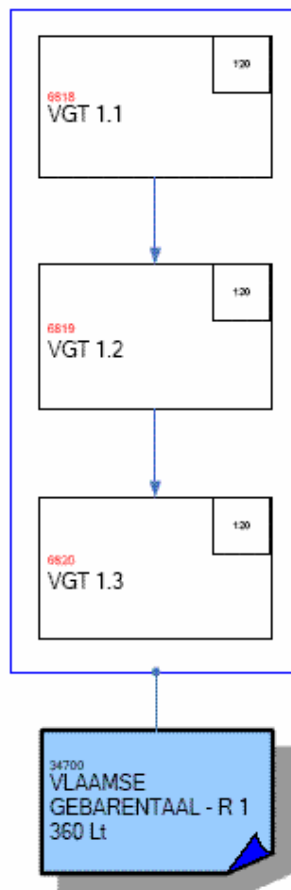 120
6818
VGT 1.1
120
6819
VGT 1.2
120
6820
VGT 1.3
34700
VLAAMSE
GEBARENTAAL - R 1
360 Lt